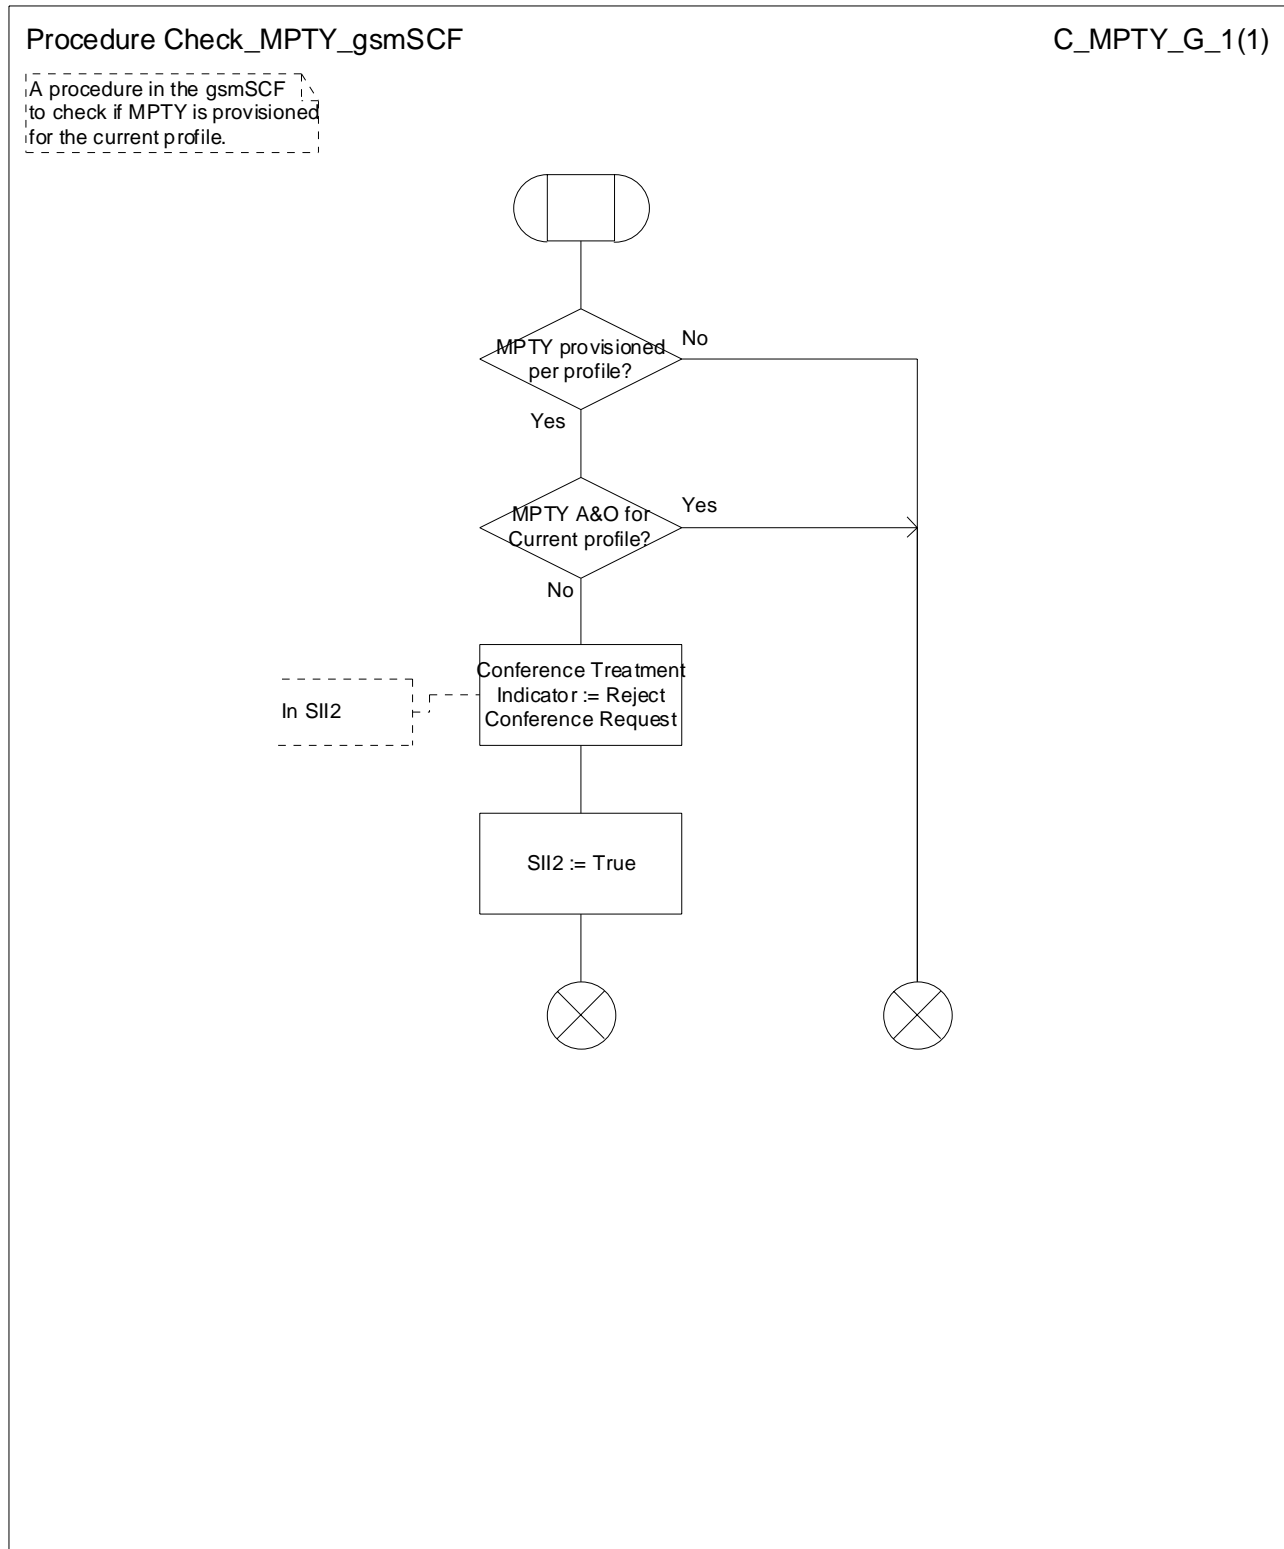 Procedure Check_MPTY_gsmSCF
C_MPTY_G_1(1)
A procedure in the gsmSCF
to check if MPTY is provisioned
for the current profile.
MPTY provisioned
per profile?
No
Yes
MPTY A&O for
Current profile?
Yes
No
Conference Treatment
Indicator := Reject
Conference Request
In SII2
SII2 := True